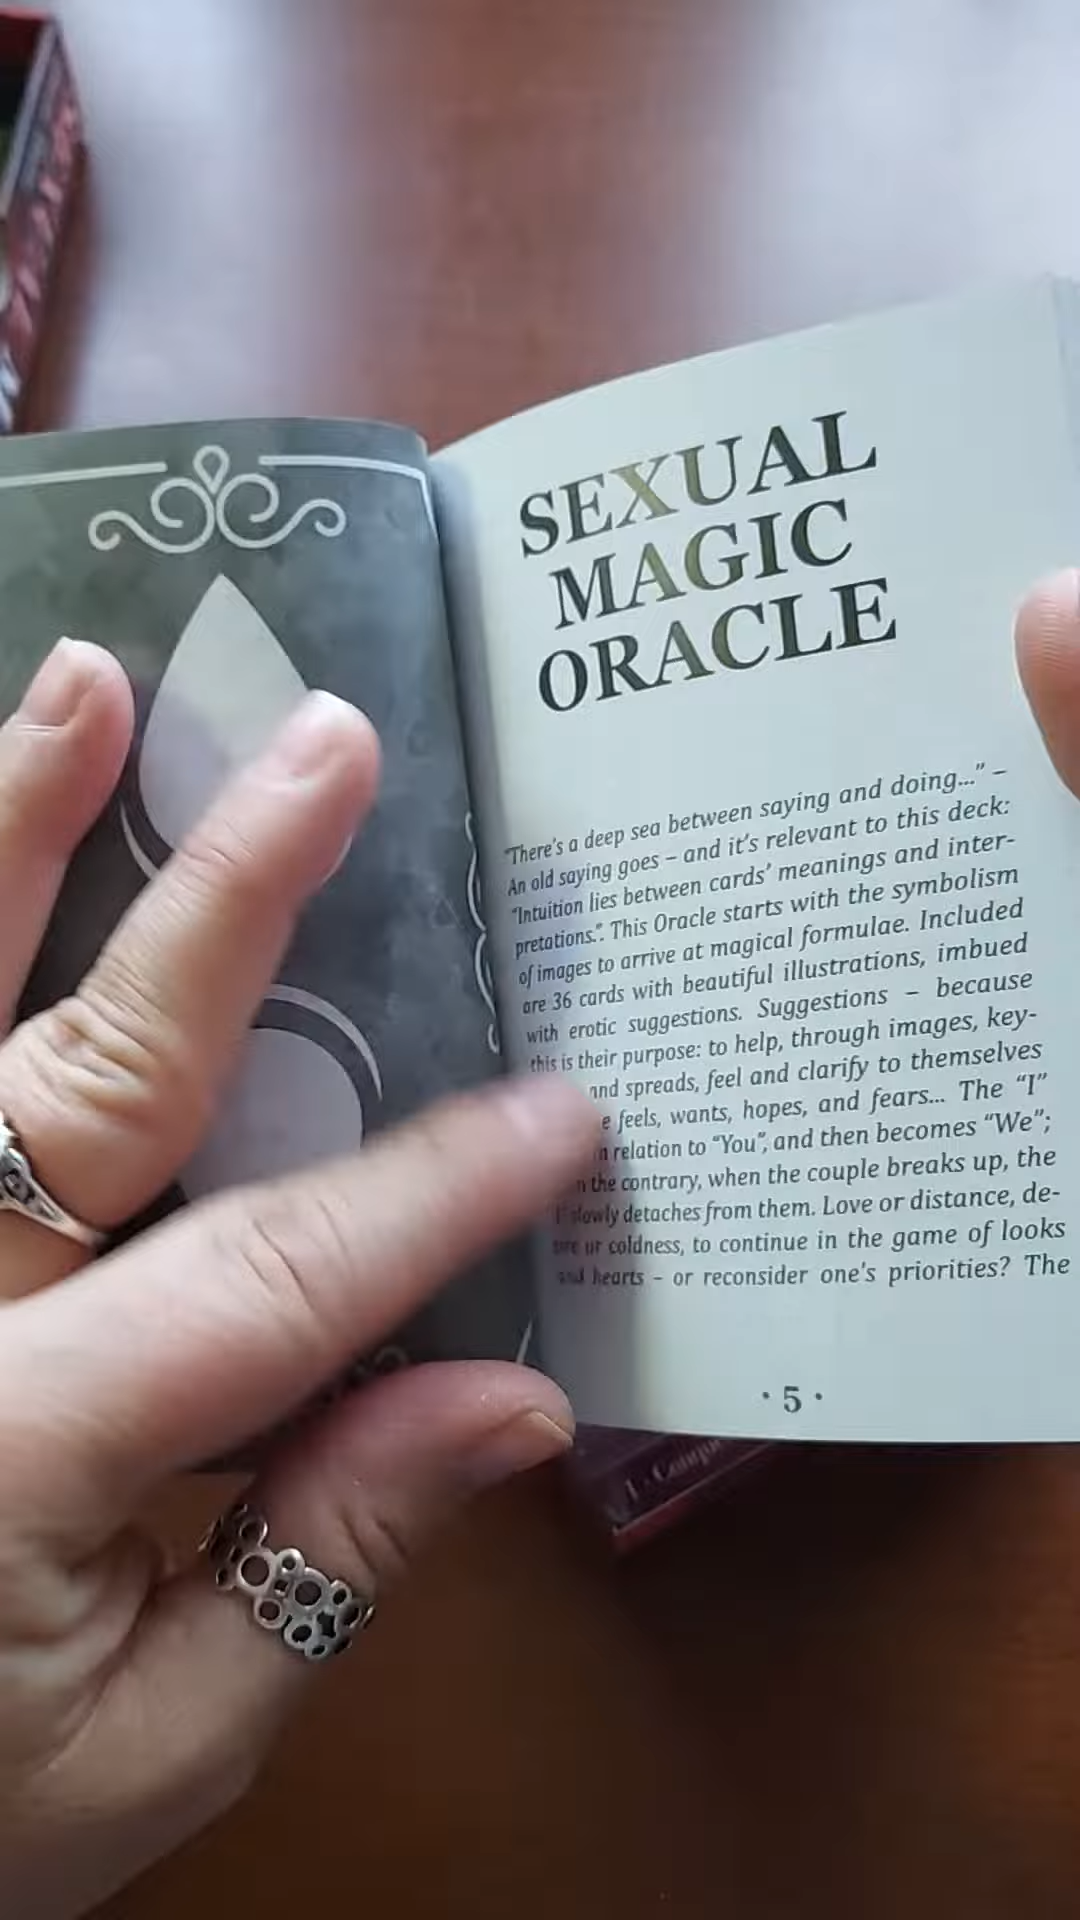 SEXUAL
MAGIC
ORACLE
"There's a deep sea between saying and doing..." –
An old saying goes – and it's relevant to this deck:
"Intuition lies between cards' meanings and inter-
pretations.". This Oracle starts with the symbolism
of images to arrive at magical formulae. Included
are 36 cards with beautiful illustrations, imbued
with erotic suggestions. Suggestions – because
this is their purpose: to help, through images, key-
and spreads, feel and clarify to themselves
feels, wants, hopes, and fears... The "I"
relation to "You", and then becomes "We";
the contrary, when the couple breaks up, the
slowly detaches from them. Love or distance, de-
or coldness, to continue in the game of looks
and hearts – or reconsider one's priorities? The
• 5 •